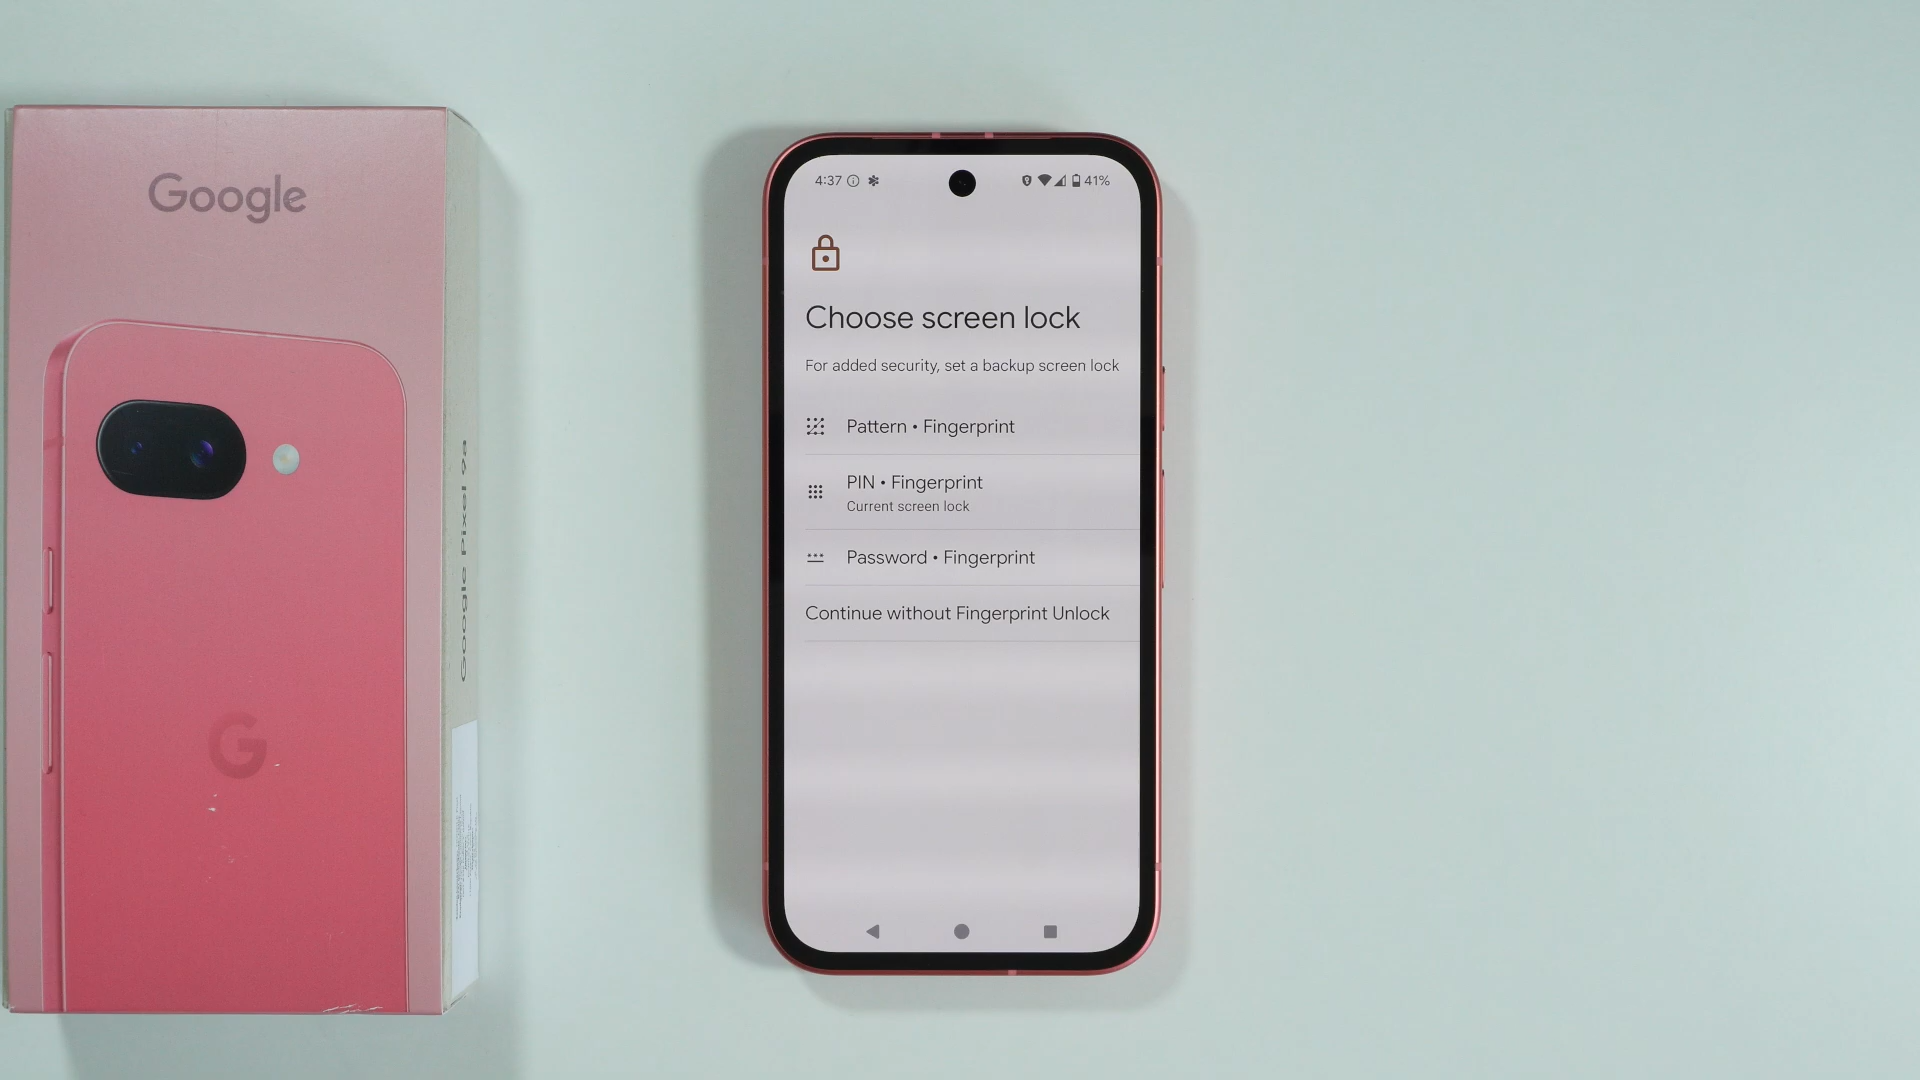 Google
Google Pixel 9a
4:37
41%
Choose screen lock
For added security, set a backup screen lock
Pattern • Fingerprint
PIN • Fingerprint
Current screen lock
Password • Fingerprint
Continue without Fingerprint Unlock